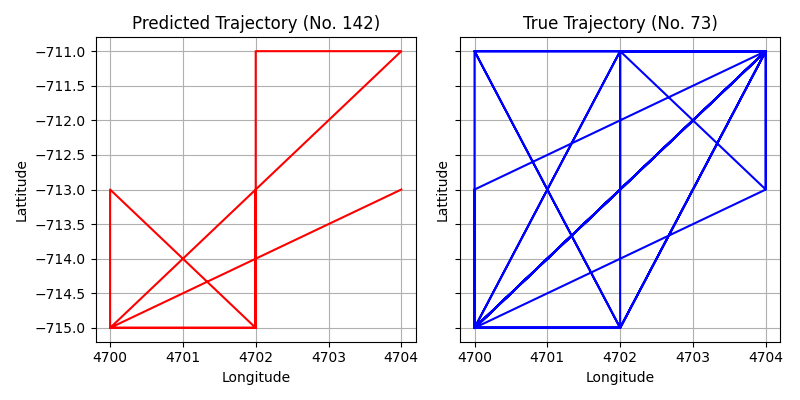 Predicted Trajectory (No. 142)
Lattitude
−711.0
−711.5
−712.0
−712.5
−713.0
−713.5
−714.0
−714.5
−715.0
4700 4701 4702 4703 4704
Longitude
True Trajectory (No. 73)
Lattitude
4700 4701 4702 4703 4704
Longitude